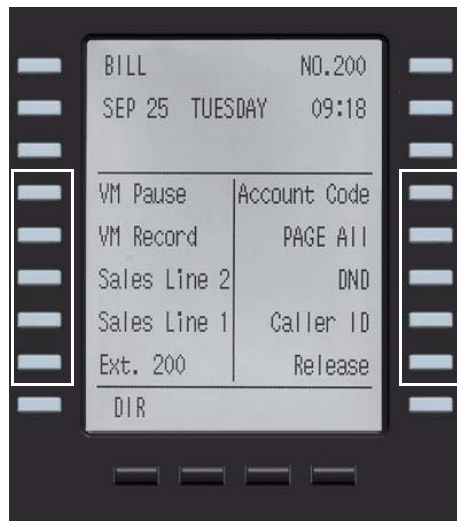 BILL NO.200
SEP 25 TUESDAY 09:18
VM Pause Account Code
VM Record PAGE All
Sales Line 2 DND
Sales Line 1 Caller ID
Ext. 200 Release
DIR